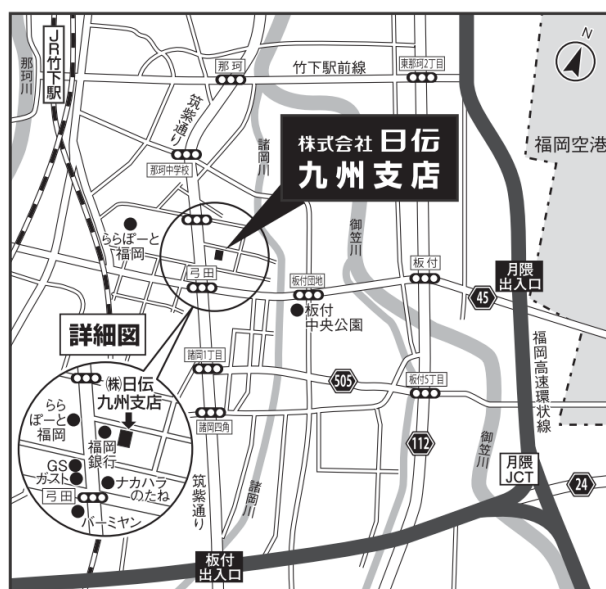 N
JR竹下駅
那珂川
那珂
竹下駅前線
東那珂2丁目
筑紫通り
諸岡川
株式会社 日伝
九州支店
福岡空港
那珂中学校
ららぽーと
福岡
御笠川
弓田
板付団地
板付
月隈
出入口
45
板付
中央公園
詳細図
諸岡1丁目
505
板付5丁目
福岡高速環状線
㈱日伝
九州支店
らら
ぽーと
福岡
福岡
銀行
諸岡四角
112
御笠川
月隈
JCT
24
GS
ガスト
ナカハラ
のたね
弓田
バーミヤン
筑紫通り
諸岡川
板付
出入口